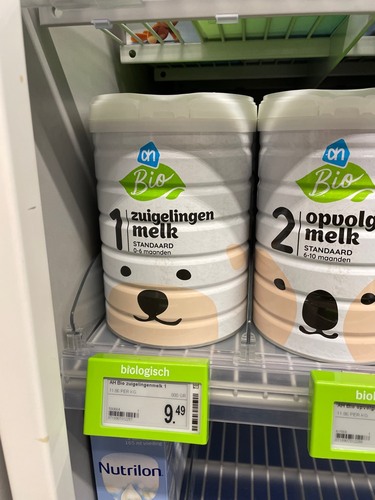 ah
Bio
1 zuigelingen
melk
STANDAARD
0-6 maanden
ah
Bio
2 opvolg
melk
STANDAARD
6-10 maanden
biologisch
AH Bio zuigelingenmelk 1
9.49
biol
Nutrilon